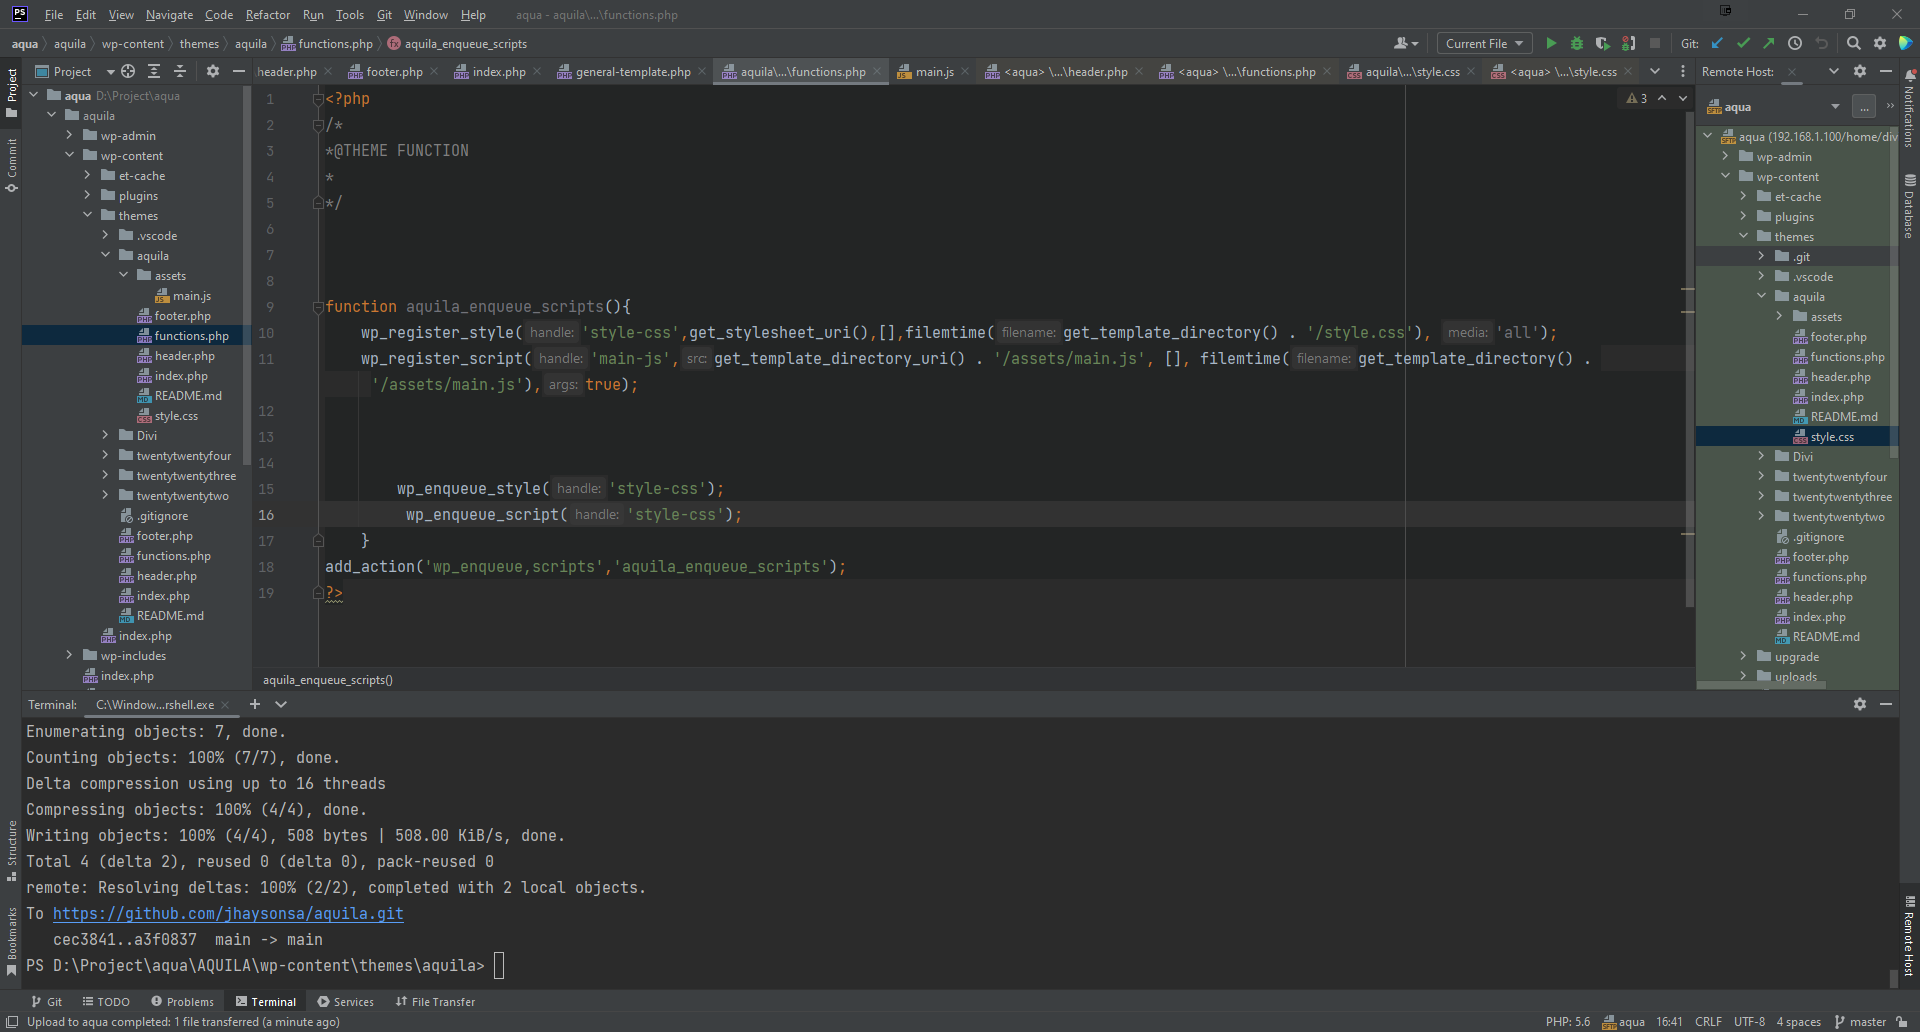 PS File Edit View Navigate Code Refactor Run Tools Git Window Help aqua - aquila\...\functions.php
aqua aquila wp-content themes aquila functions.php aquila_enqueue_scripts Current File Git:
Project header.php footer.php index.php general-template.php aquila\...\functions.php main.js <aqua> \...\header.php <aqua> \...\functions.php aquila\...\style.css <aqua> \...\style.css Remote Host:
Project
Commit
Structure
Bookmarks
aqua D:\Project\aqua
aquila
wp-admin
wp-content
et-cache
plugins
themes
.vscode
aquila
assets
main.js
footer.php
functions.php
header.php
index.php
README.md
style.css
Divi
twentytwentyfour
twentytwentythree
twentytwentytwo
.gitignore
footer.php
functions.php
header.php
index.php
README.md
index.php
wp-includes
index.php
3
1 <?php
2 /*
3 *@THEME FUNCTION
4 *
5 */
6
7
8
9 function aquila_enqueue_scripts(){
10 wp_register_style( handle: 'style-css',get_stylesheet_uri(),[],filemtime( filename: get_template_directory() . '/style.css'), media: 'all');
11 wp_register_script( handle: 'main-js', src: get_template_directory_uri() . '/assets/main.js', [], filemtime( filename: get_template_directory() .
'/assets/main.js'), args: true);
12
13
14
15 wp_enqueue_style( handle: 'style-css');
16 wp_enqueue_script( handle: 'style-css');
17 }
18 add_action('wp_enqueue,scripts','aquila_enqueue_scripts');
19 ?>
aquila_enqueue_scripts()
aqua ...
aqua (192.168.1.100/home/div
wp-admin
wp-content
et-cache
plugins
themes
.git
.vscode
aquila
assets
footer.php
functions.php
header.php
index.php
README.md
style.css
Divi
twentytwentyfour
twentytwentythree
twentytwentytwo
.gitignore
footer.php
functions.php
header.php
index.php
README.md
upgrade
uploads
Notifications
Database
Remote Host
Terminal: C:\Window...rshell.exe
Enumerating objects: 7, done.
Counting objects: 100% (7/7), done.
Delta compression using up to 16 threads
Compressing objects: 100% (4/4), done.
Writing objects: 100% (4/4), 508 bytes | 508.00 KiB/s, done.
Total 4 (delta 2), reused 0 (delta 0), pack-reused 0
remote: Resolving deltas: 100% (2/2), completed with 2 local objects.
To https://github.com/jhaysonsa/aquila.git
cec3841..a3f0837 main -> main
PS D:\Project\aqua\AQUILA\wp-content\themes\aquila>
Git TODO Problems Terminal Services File Transfer
Upload to aqua completed: 1 file transferred (a minute ago) PHP: 5.6 aqua 16:41 CRLF UTF-8 4 spaces master